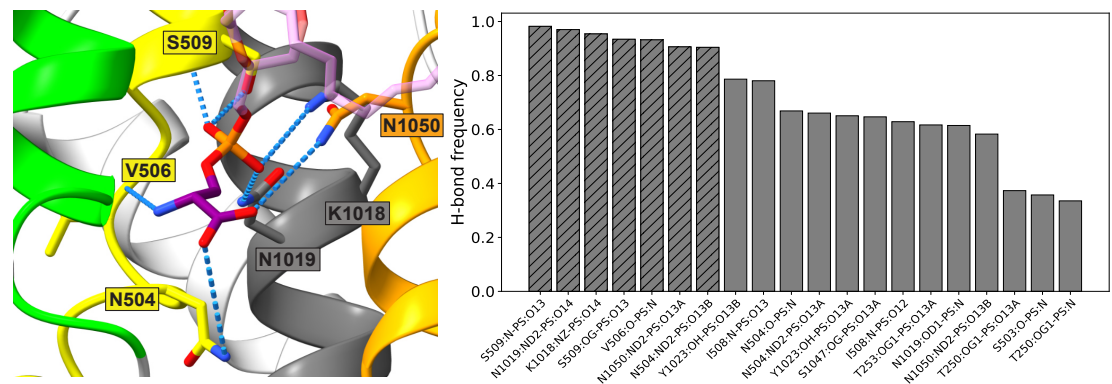 S509
N1050
V506
K1018
N1019
N504
H-bond frequency
1.0
0.8
0.6
0.4
0.2
0.0
S509:N-PS:O13
N1019:ND2-PS:O14
K1018:NZ-PS:O14
S509:OG-PS:O13
V506:O-PS:N
N1050:ND2-PS:O13A
N504:ND2-PS:O13B
Y1023:OH-PS:O13B
I508:N-PS:O13
N504:O-PS:N
N504:ND2-PS:O13A
Y1023:OH-PS:O13A
S1047:OG-PS:O13A
I508:N-PS:O12
T253:OG1-PS:O13A
N1019:OD1-PS:N
N1050:ND2-PS:O13B
T250:OG1-PS:O13A
S503:O-PS:N
T250:OG1-PS:N